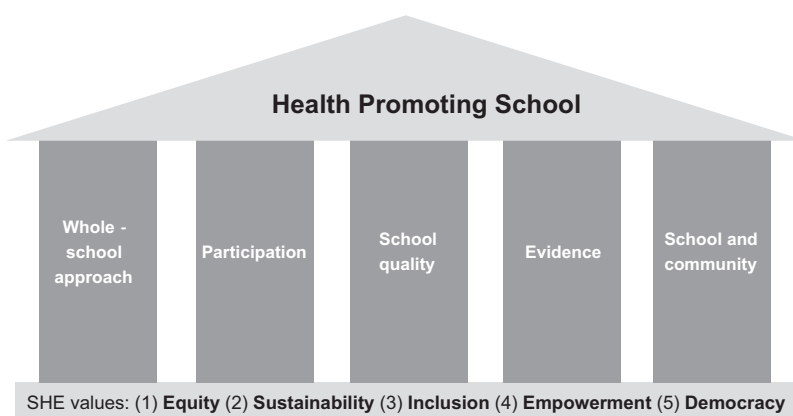 Health Promoting School
Whole -
school
approach
Participation
School
quality
Evidence
School and
community
SHE values: (1) Equity (2) Sustainability (3) Inclusion (4) Empowerment (5) Democracy